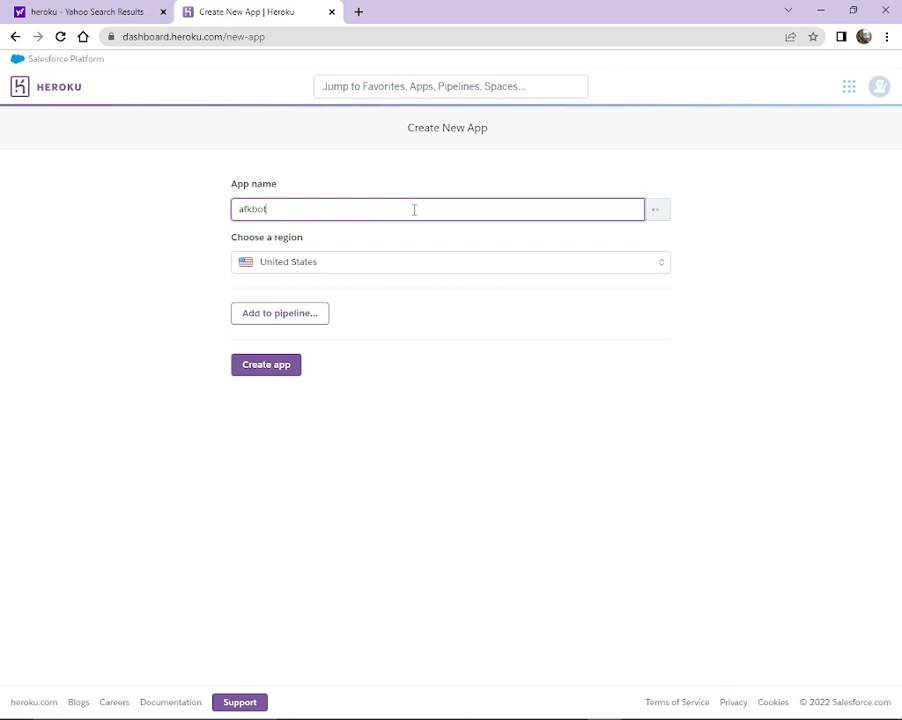 heroku - Yahoo Search Results
Create New App | Heroku
dashboard.heroku.com/new-app
Salesforce Platform
HEROKU
Jump to Favorites, Apps, Pipelines, Spaces...
Create New App
App name
afkbot
Choose a region
United States
Add to pipeline...
Create app
heroku.com Blogs Careers Documentation Support Terms of Service Privacy Cookies © 2022 Salesforce.com